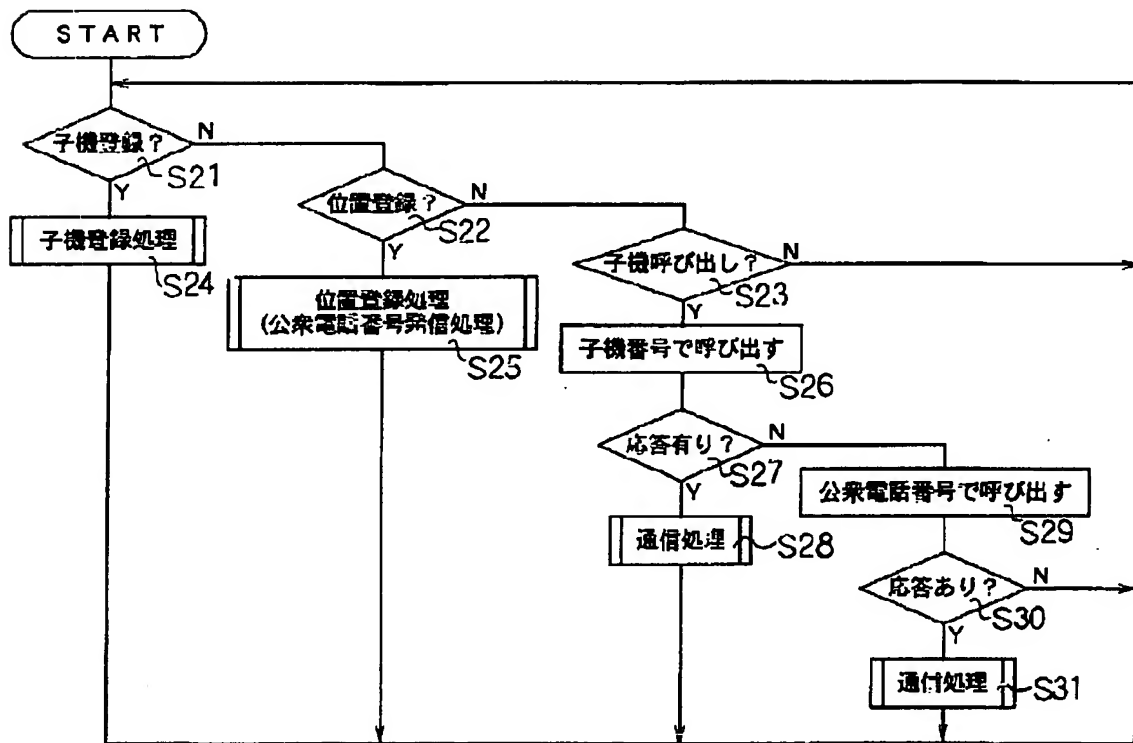 START
子機登録?
N
S21
Y
位置登録?
N
S22
Y
子機登録処理
S24
子機呼び出し?
N
S23
Y
位置登録処理
(公衆電話番号発信処理)
S25
子機番号で呼び出す
S26
応答有り?
N
S27
Y
公衆電話番号で呼び出す
S29
通信処理
S28
応答あり?
N
S30
Y
通付処理
S31